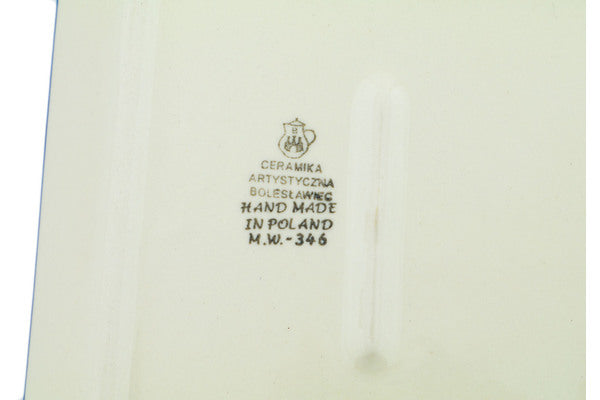 CERAMIKA
ARTYSTYCZNA
BOLESŁAWIEC
HAND MADE
IN POLAND
M.W.-346